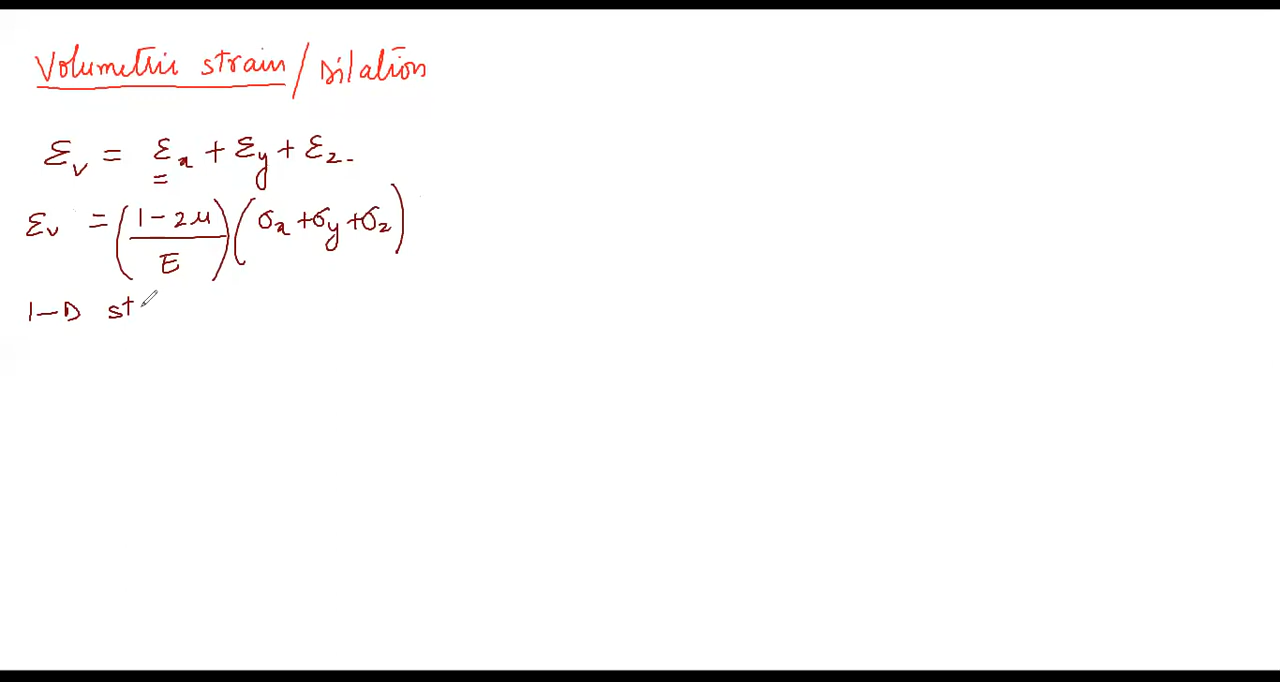 Volumetric strain / Dilation
εv = εx + εy + εz.
εv = (1 - 2μ / E) (σx + σy + σz)
1-D st